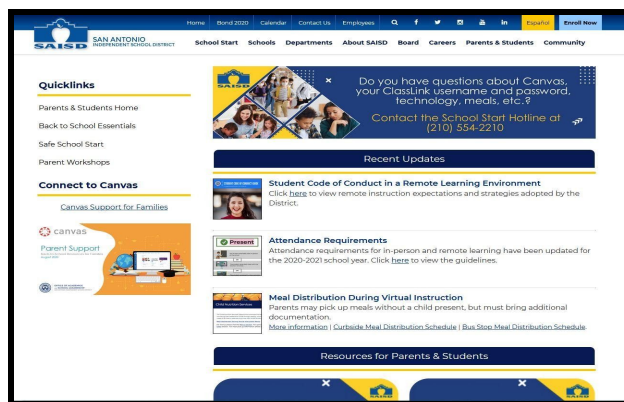 Home Bond 2020 Calendar Contact Us Employees Español Enroll Now
SAISD
SAN ANTONIO
INDEPENDENT SCHOOL DISTRICT
School Start Schools Departments About SAISD Board Careers Parents & Students Community
Quicklinks
Parents & Students Home
Back to School Essentials
Safe School Start
Parent Workshops
Connect to Canvas
Canvas Support for Families
canvas
Parent Support
SAISD
Do you have questions about Canvas,
your ClassLink username and password,
technology, meals, etc.?
Contact the School Start Hotline at
(210) 554-2210
Recent Updates
Student Code of Conduct in a Remote Learning Environment
Click here to view remote instruction expectations and strategies adopted by the
District.
Present
Attendance Requirements
Attendance requirements for in-person and remote learning have been updated for
the 2020-2021 school year. Click here to view the guidelines.
Child Nutrition Services
Meal Distribution During Virtual Instruction
Parents may pick up meals without a child present, but must bring additional
documentation.
More information | Curbside Meal Distribution Schedule | Bus Stop Meal Distribution Schedule.
Resources for Parents & Students
SAISD
SAISD